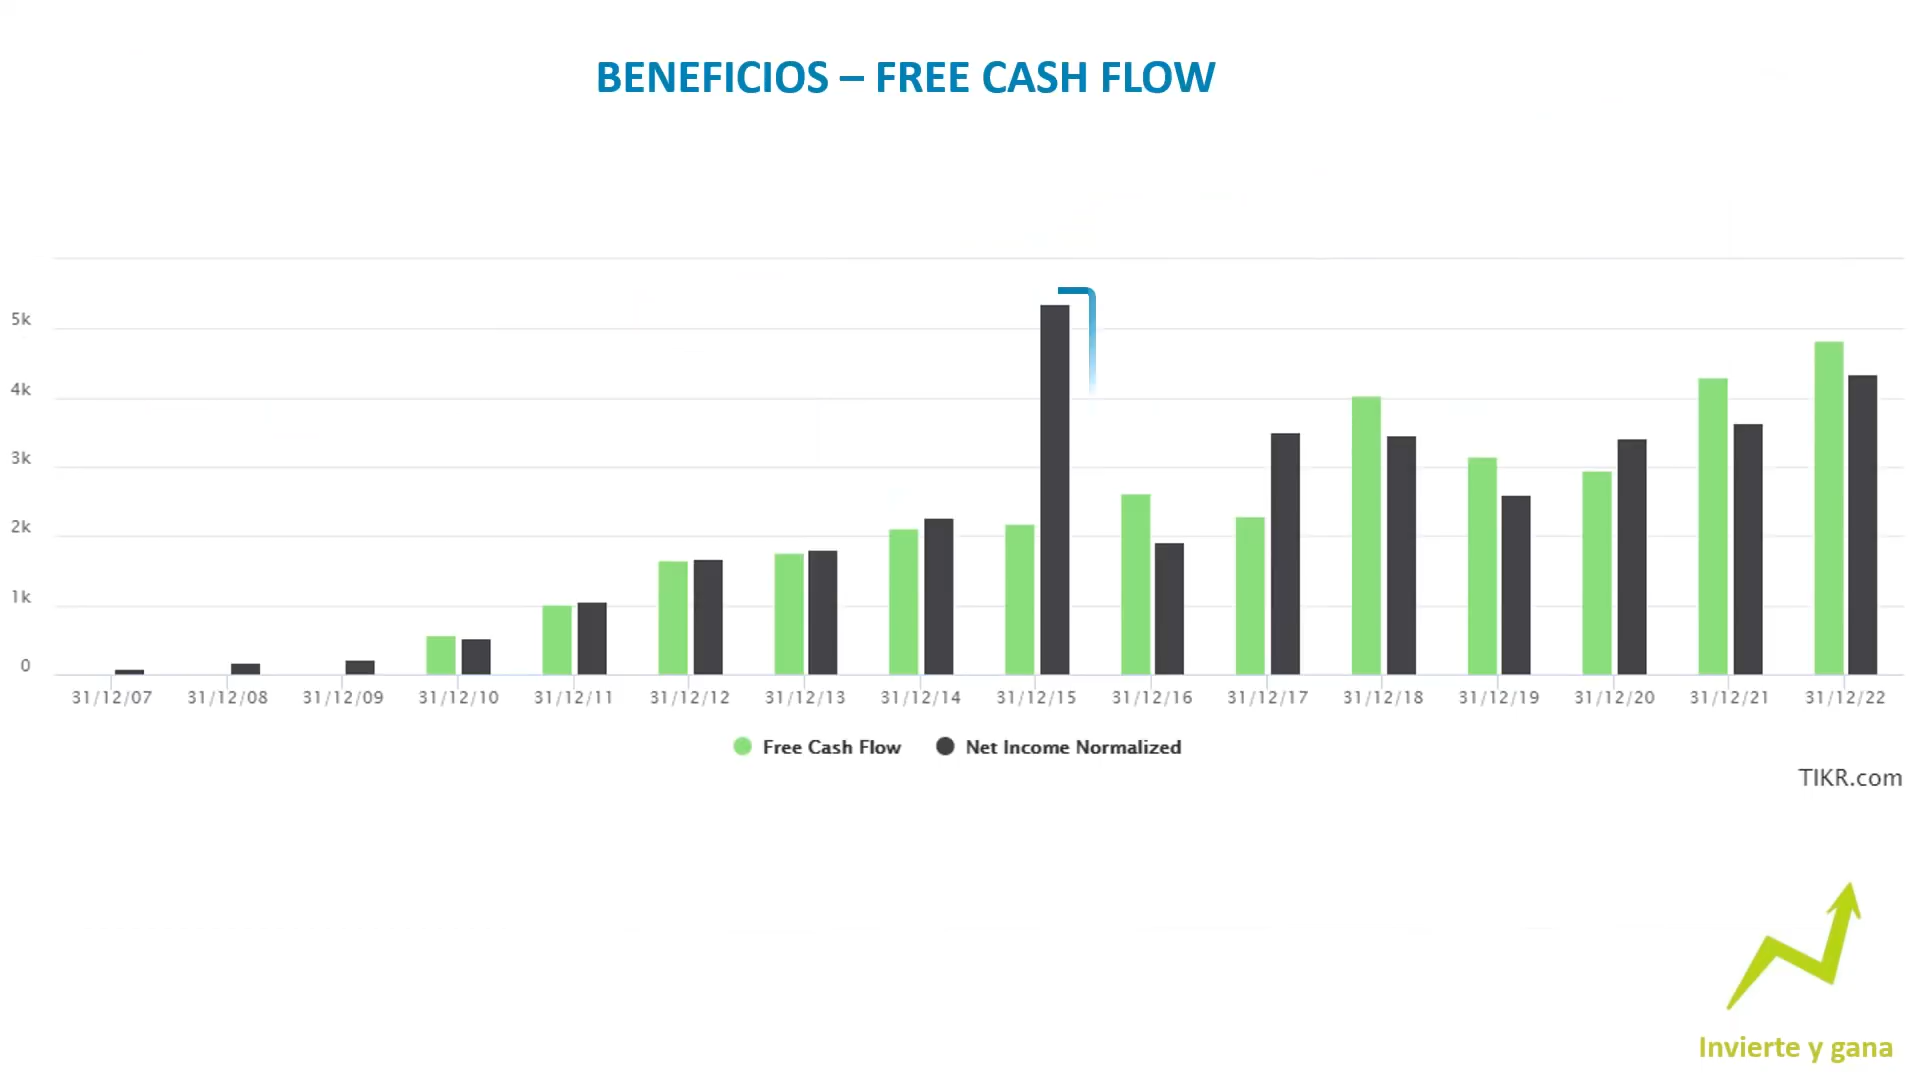 BENEFICIOS – FREE CASH FLOW
5k
4k
3k
2k
1k
0
31/12/07 31/12/08 31/12/09 31/12/10 31/12/11 31/12/12 31/12/13 31/12/14 31/12/15 31/12/16 31/12/17 31/12/18 31/12/19 31/12/20 31/12/21 31/12/22
Free Cash Flow Net Income Normalized
TIKR.com
Invierte y gana